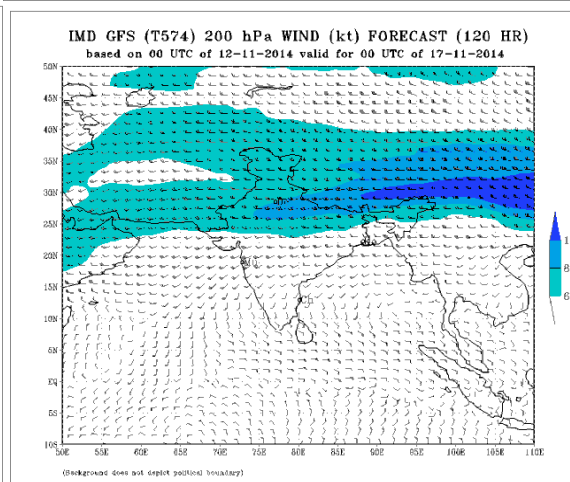 IMD GFS (T574) 200 hPa WIND (kt) FORECAST (120 HR)
based on 00 UTC of 12-11-2014 valid for 00 UTC of 17-11-2014
50N
45N
40N
35N
30N
25N
20N
15N
10N
5N
EQ
5S
10S
50E 55E 60E 65E 70E 75E 80E 85E 90E 95E 100E 105E 110E
1
8
6
(Background does not depict political boundary)